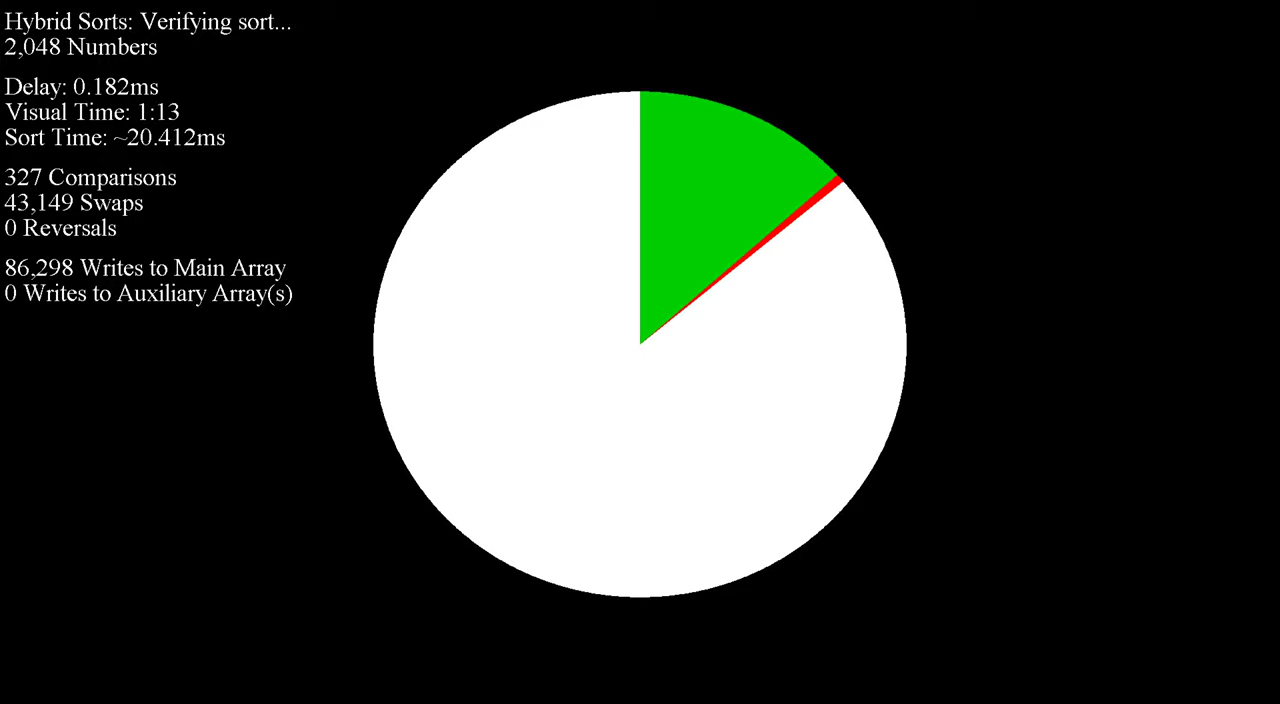 Hybrid Sorts: Verifying sort...
2,048 Numbers
Delay: 0.182ms
Visual Time: 1:13
Sort Time: ~20.412ms
327 Comparisons
43,149 Swaps
0 Reversals
86,298 Writes to Main Array
0 Writes to Auxiliary Array(s)